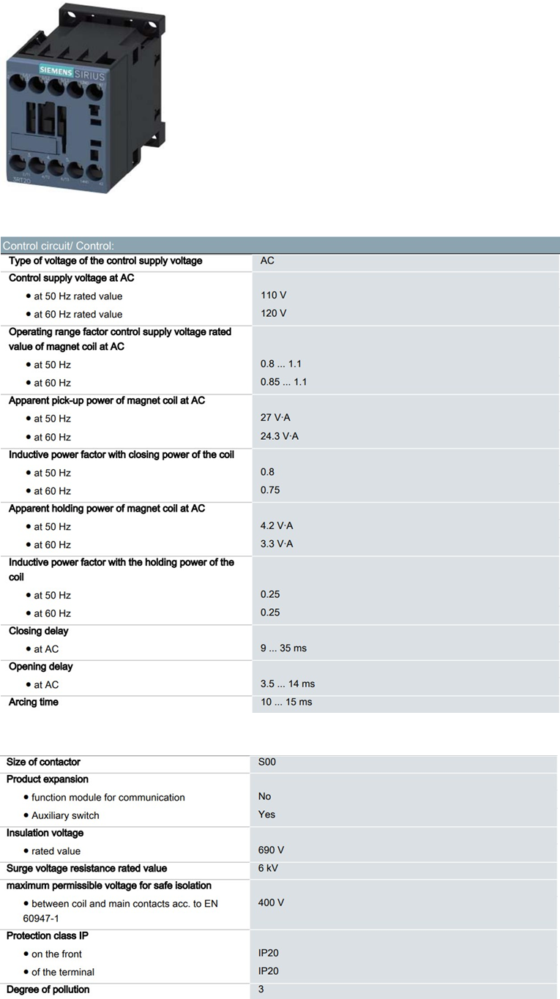 SIEMENS SIRIUS
3RT20
Control circuit/ Control:
Type of voltage of the control supply voltage AC
Control supply voltage at AC
● at 50 Hz rated value 110 V
● at 60 Hz rated value 120 V
Operating range factor control supply voltage rated
value of magnet coil at AC
● at 50 Hz 0.8 ... 1.1
● at 60 Hz 0.85 ... 1.1
Apparent pick-up power of magnet coil at AC
● at 50 Hz 27 V·A
● at 60 Hz 24.3 V·A
Inductive power factor with closing power of the coil
● at 50 Hz 0.8
● at 60 Hz 0.75
Apparent holding power of magnet coil at AC
● at 50 Hz 4.2 V·A
● at 60 Hz 3.3 V·A
Inductive power factor with the holding power of the
coil
● at 50 Hz 0.25
● at 60 Hz 0.25
Closing delay
● at AC 9 ... 35 ms
Opening delay
● at AC 3.5 ... 14 ms
Arcing time 10 ... 15 ms
Size of contactor S00
Product expansion
● function module for communication No
● Auxiliary switch Yes
Insulation voltage
● rated value 690 V
Surge voltage resistance rated value 6 kV
maximum permissible voltage for safe isolation
● between coil and main contacts acc. to EN 400 V
60947-1
Protection class IP
● on the front IP20
● of the terminal IP20
Degree of pollution 3